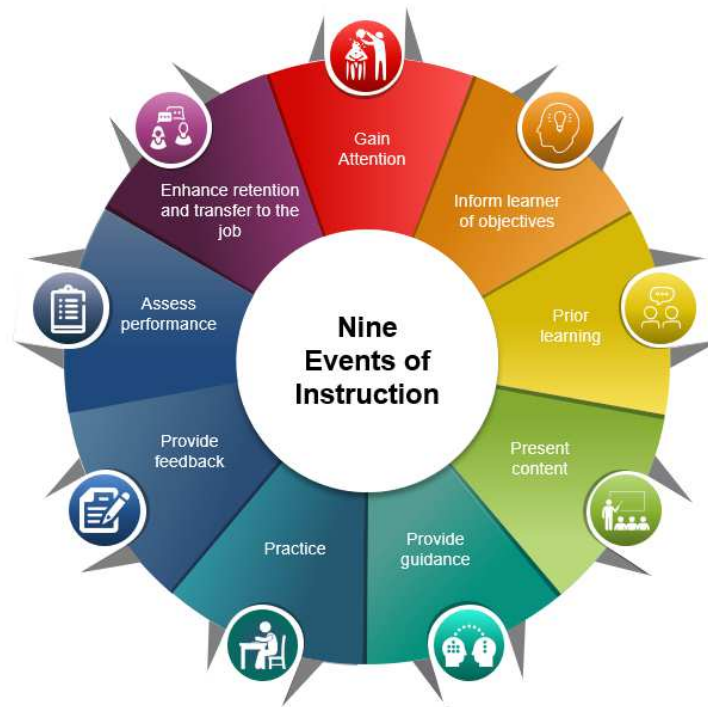 Nine
Events of
Instruction
Gain
Attention
Inform learner
of objectives
Prior
learning
Present
content
Provide
guidance
Practice
Provide
feedback
Assess
performance
Enhance retention
and transfer to the
job